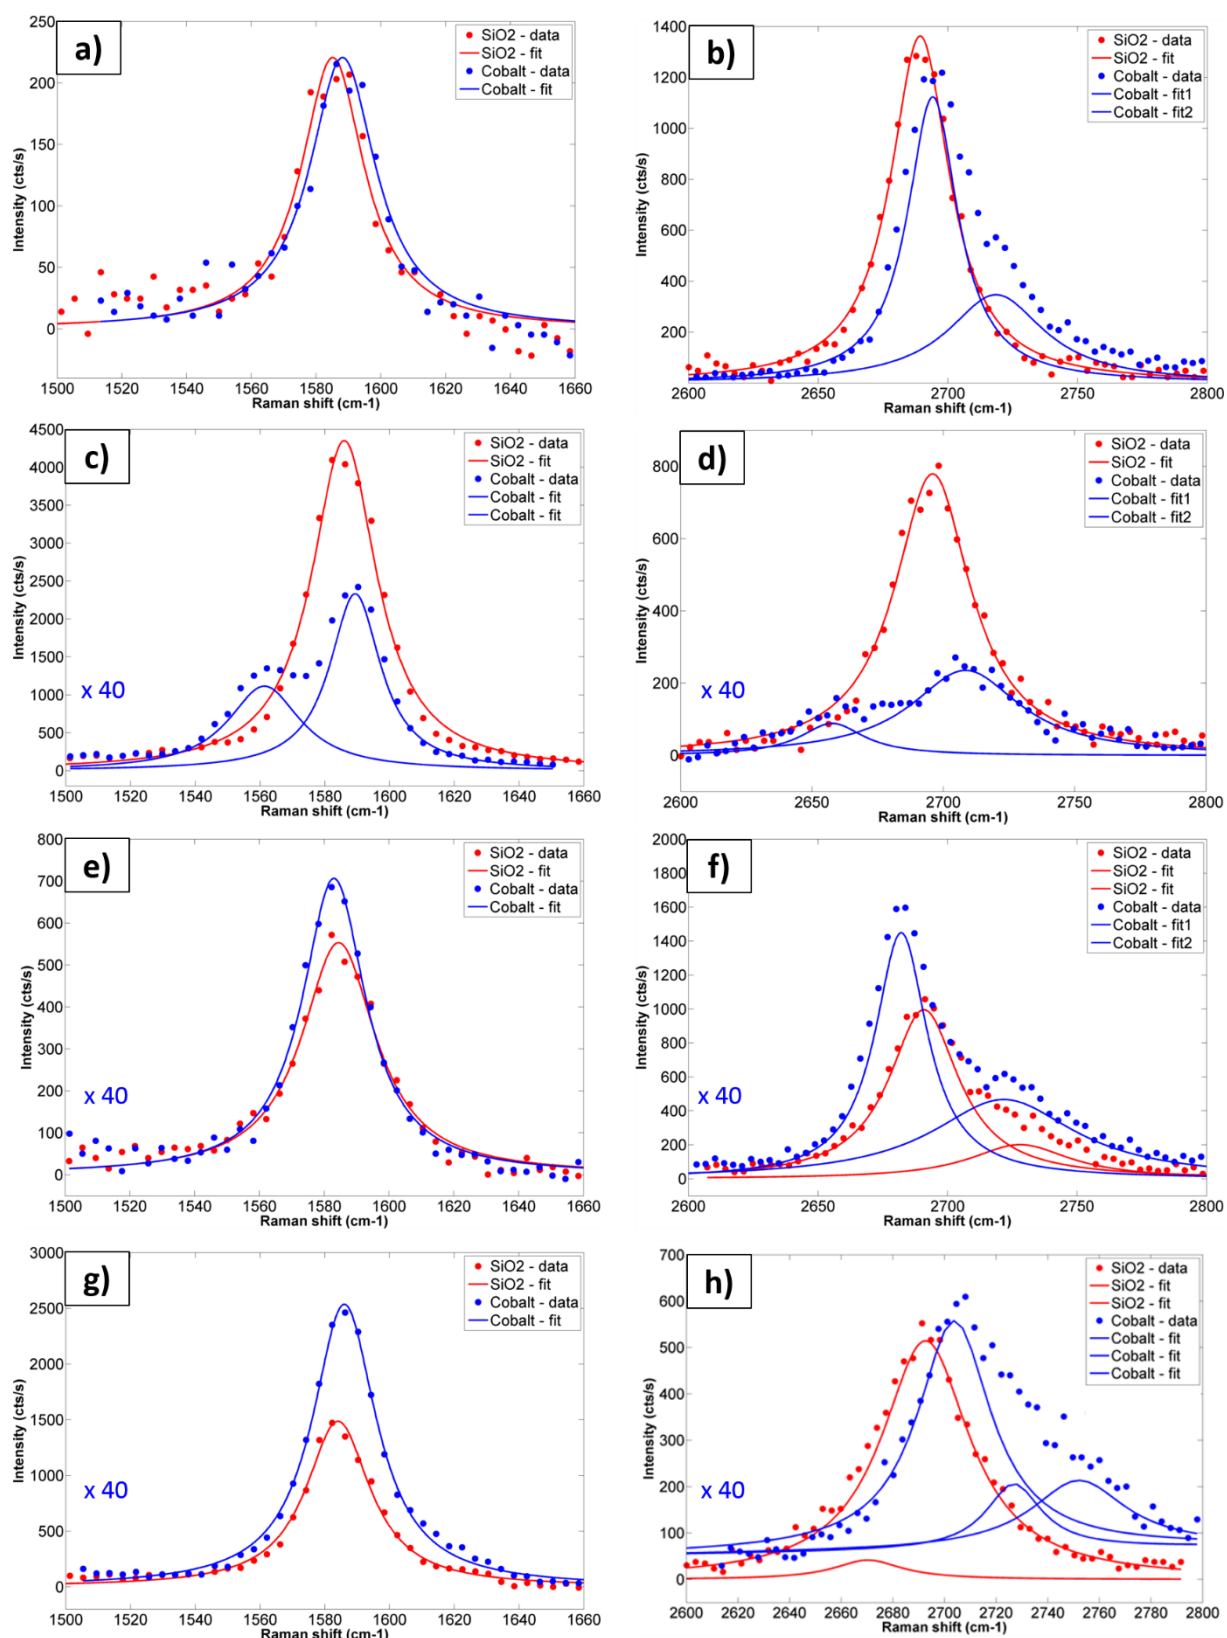 a)
250
200
150
100
50
0
Intensity (cts/s)
1500 1520 1540 1560 1580 1600 1620 1640 1660
Raman shift (cm-1)
SiO2 - data
SiO2 - fit
Cobalt - data
Cobalt - fit
b)
1400
1200
1000
800
600
400
200
Intensity (cts/s)
2600 2650 2700 2750 2800
Raman shift (cm-1)
SiO2 - data
SiO2 - fit
Cobalt - data
Cobalt - fit1
Cobalt - fit2
c)
4500
4000
3500
3000
2500
2000
1500
1000
500
0
Intensity (cts/s)
x 40
1500 1520 1540 1560 1580 1600 1620 1640 1660
Raman shift (cm-1)
SiO2 - data
SiO2 - fit
Cobalt - data
Cobalt - fit
Cobalt - fit
d)
800
600
400
200
0
Intensity (cts/s)
x 40
2600 2650 2700 2750 2800
Raman shift (cm-1)
SiO2 - data
SiO2 - fit
Cobalt - data
Cobalt - fit1
Cobalt - fit2
e)
800
700
600
500
400
300
200
100
0
Intensity (cts/s)
x 40
1500 1520 1540 1560 1580 1600 1620 1640 1660
Raman shift (cm-1)
SiO2 - data
SiO2 - fit
Cobalt - data
Cobalt - fit
f)
2000
1800
1600
1400
1200
1000
800
600
400
200
0
Intensity (cts/s)
x 40
2600 2650 2700 2750 2800
Raman shift (cm-1)
SiO2 - data
SiO2 - fit
SiO2 - fit
Cobalt - data
Cobalt - fit1
Cobalt - fit2
g)
3000
2500
2000
1500
1000
500
0
Intensity (cts/s)
x 40
1500 1520 1540 1560 1580 1600 1620 1640 1660
Raman shift (cm-1)
SiO2 - data
SiO2 - fit
Cobalt - data
Cobalt - fit
h)
700
600
500
400
300
200
100
0
Intensity (cts/s)
x 40
2600 2620 2640 2660 2680 2700 2720 2740 2760 2780 2800
Raman shift (cm-1)
SiO2 - data
SiO2 - fit
SiO2 - fit
Cobalt - data
Cobalt - fit
Cobalt - fit
Cobalt - fit